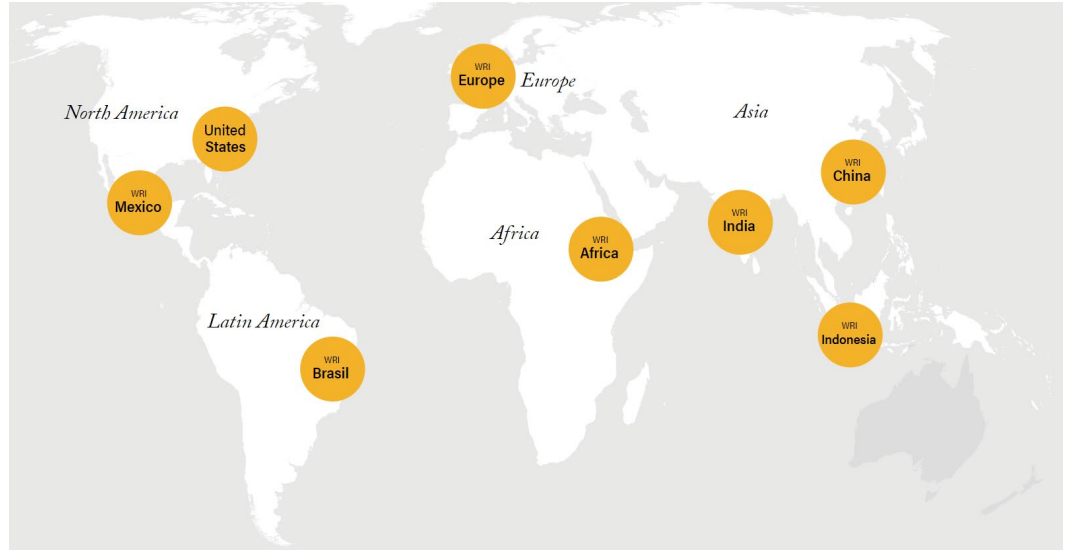 WRI
Europe
Europe
North America
Asia
United
States
WRI
China
WRI
Mexico
WRI
India
Africa
WRI
Africa
Latin America
WRI
Indonesia
WRI
Brasil